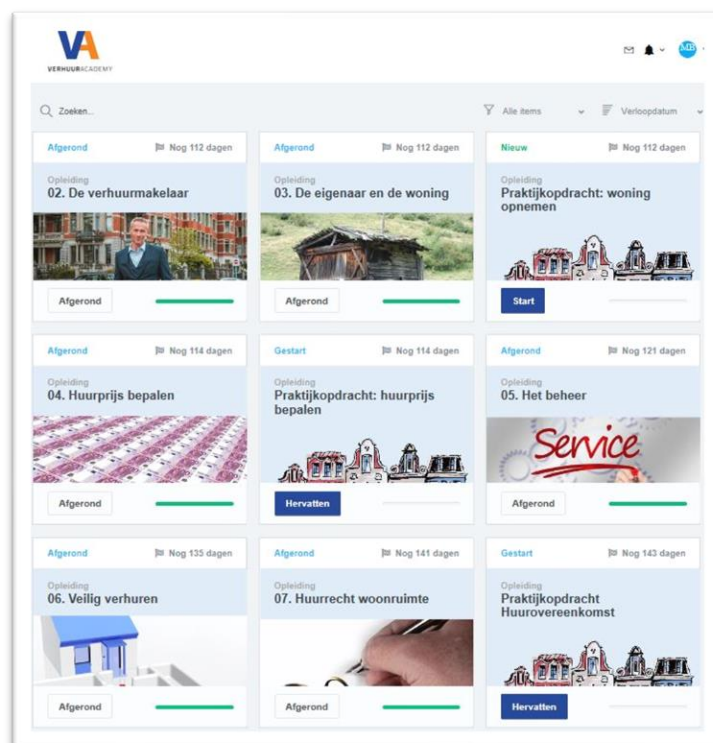 VA
VERHUURACADEMY
MB
Zoeken...
Alle items
Verloopdatum
Afgerond Nog 112 dagen
Opleiding
02. De verhuurmakelaar
Afgerond
Afgerond Nog 112 dagen
Opleiding
03. De eigenaar en de woning
Afgerond
Nieuw Nog 112 dagen
Opleiding
Praktijkopdracht: woning
opnemen
Start
Afgerond Nog 114 dagen
Opleiding
04. Huurprijs bepalen
Afgerond
Gestart Nog 114 dagen
Opleiding
Praktijkopdracht: huurprijs
bepalen
Hervatten
Afgerond Nog 121 dagen
Opleiding
05. Het beheer
Service
Afgerond
Afgerond Nog 135 dagen
Opleiding
06. Veilig verhuren
Afgerond
Afgerond Nog 141 dagen
Opleiding
07. Huurrecht woonruimte
Afgerond
Gestart Nog 143 dagen
Opleiding
Praktijkopdracht
Huurovereenkomst
Hervatten